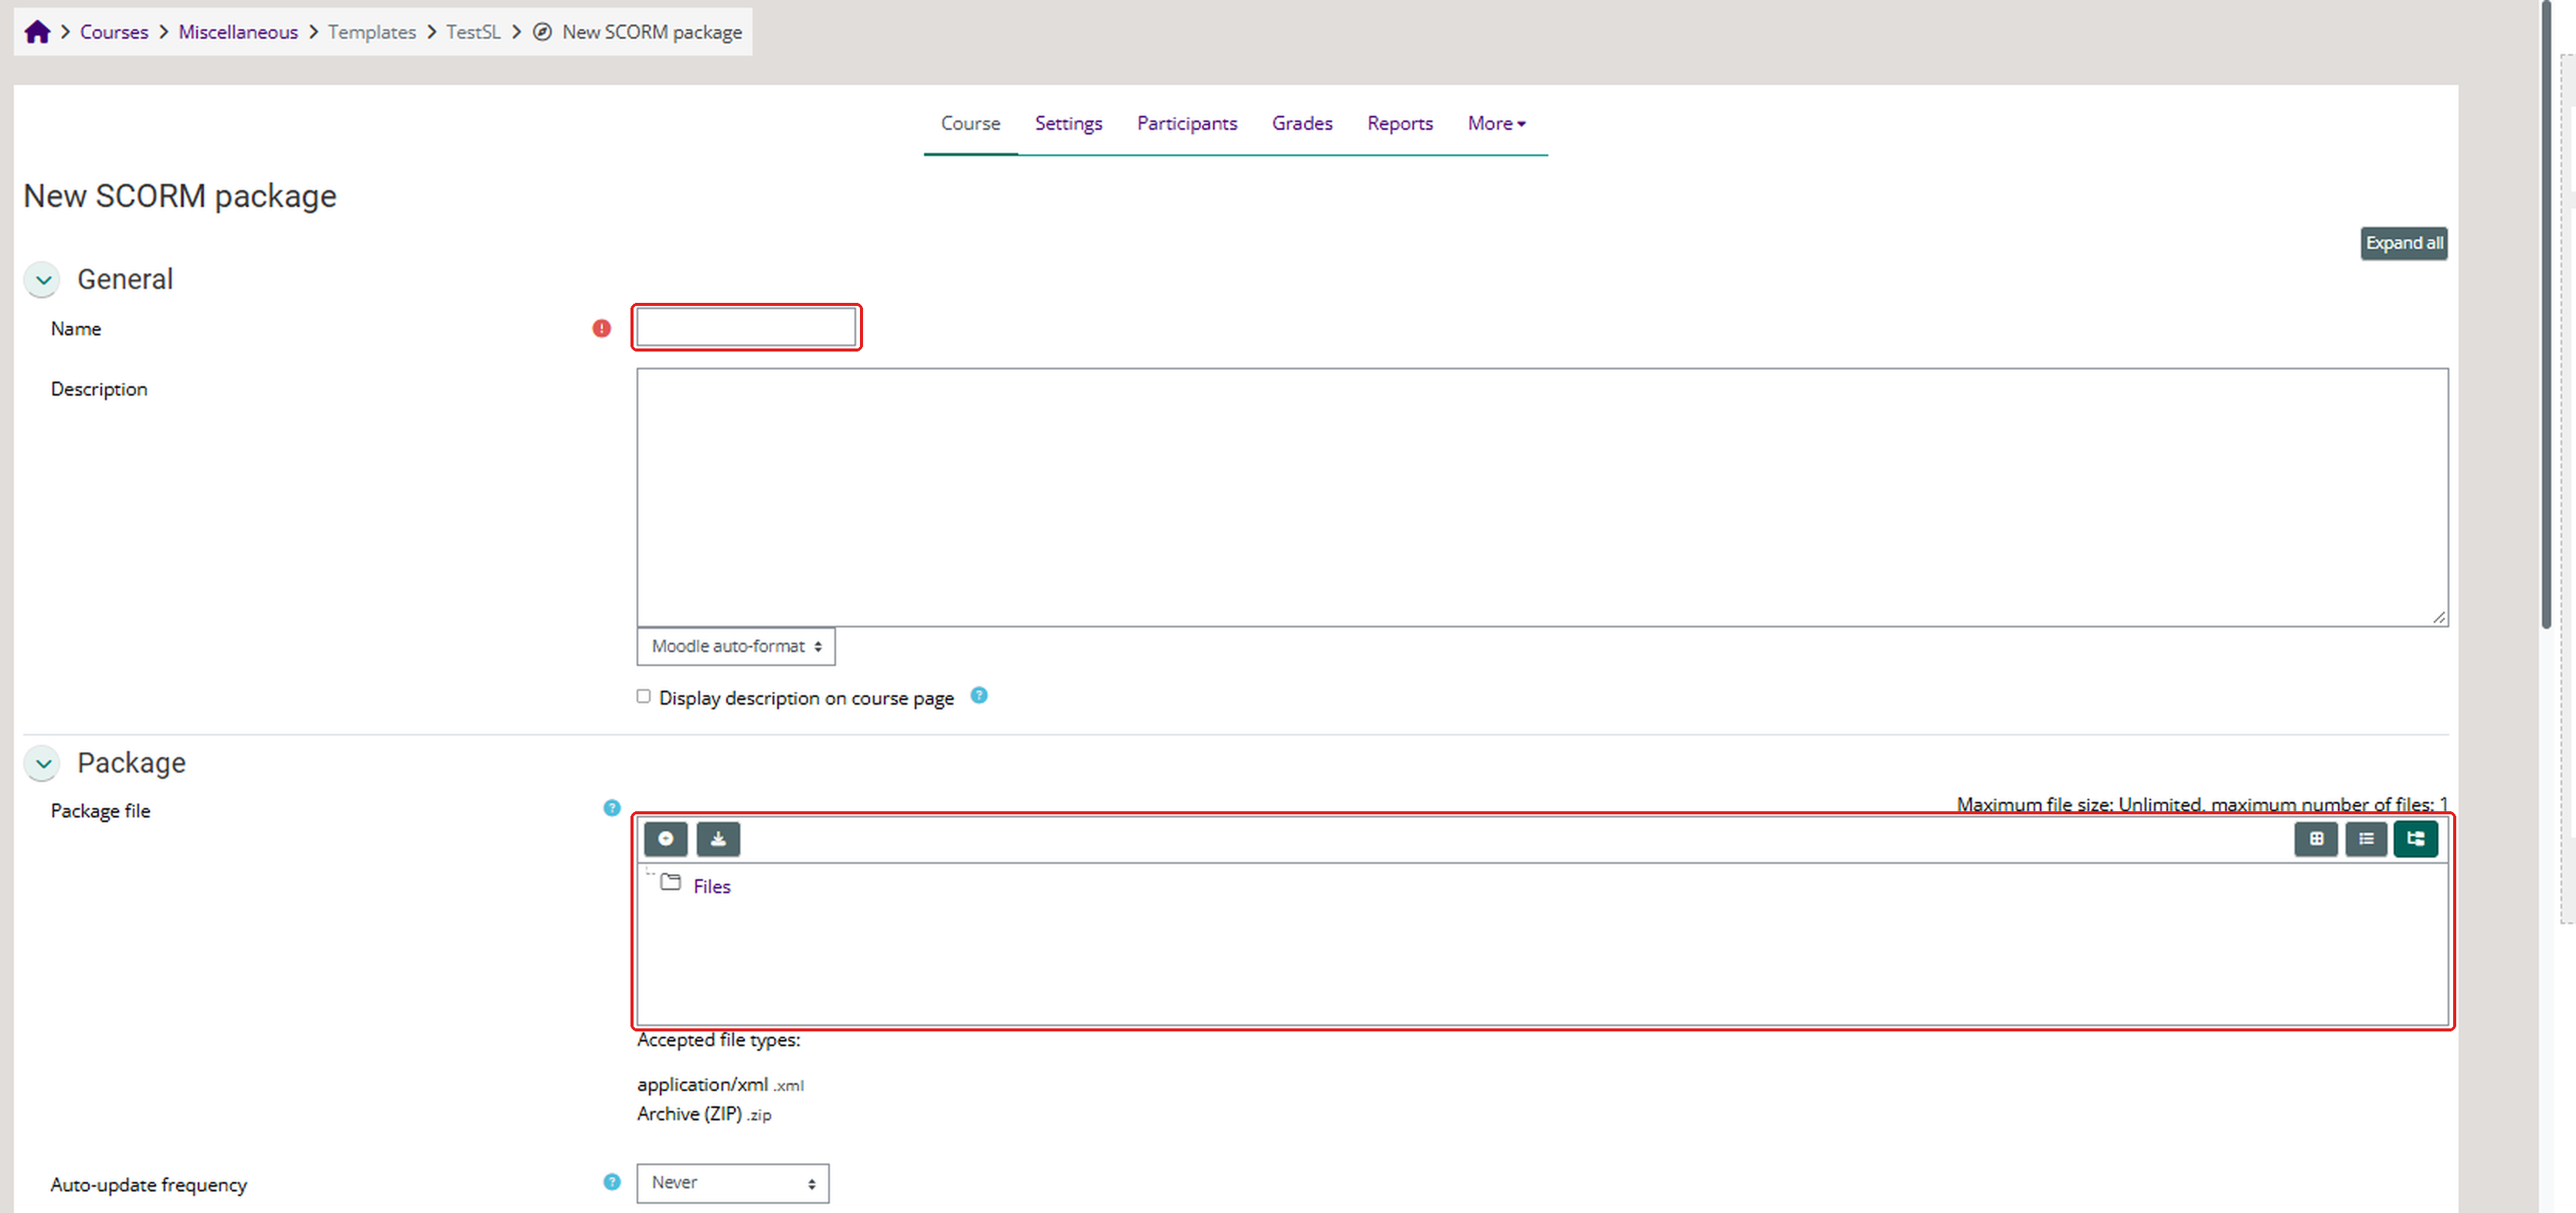 Courses Miscellaneous Templates TestSL New SCORM package
Course Settings Participants Grades Reports More
New SCORM package
Expand all
General
Name
Description
Moodle auto-format
Display description on course page
Package
Package file
Maximum file size: Unlimited, maximum number of files: 1
Files
Accepted file types:
application/xml .xml
Archive (ZIP) .zip
Auto-update frequency
Never